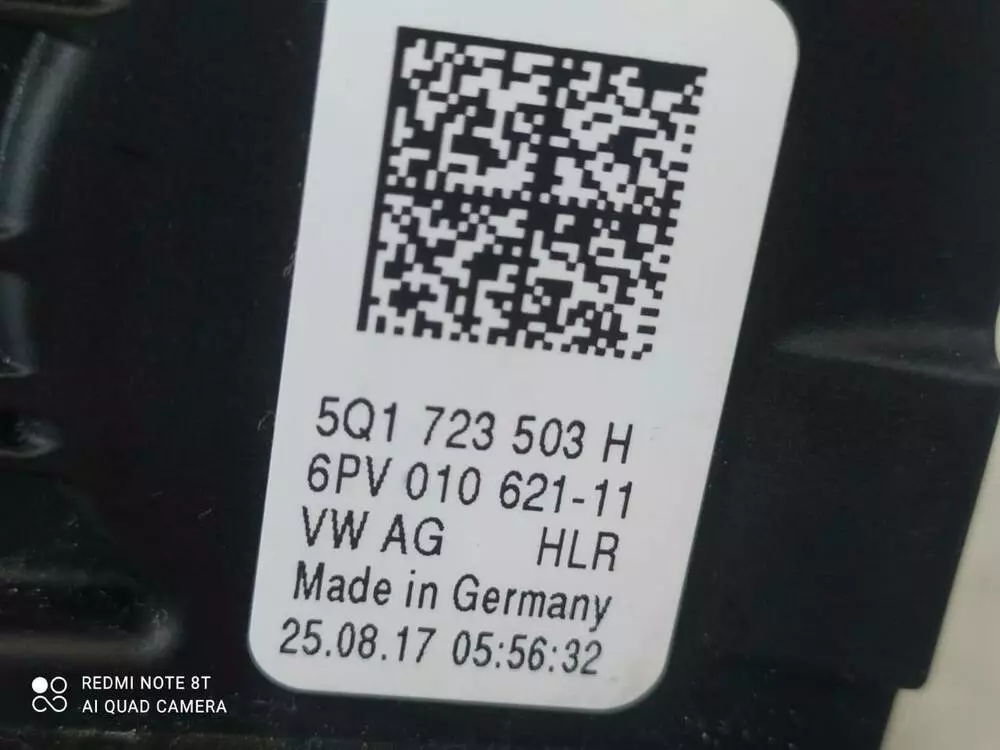 5Q1 723 503 H
6PV 010 621-11
VW AG HLR
Made in Germany
25.08.17 05:56:32
REDMI NOTE 8T
AI QUAD CAMERA